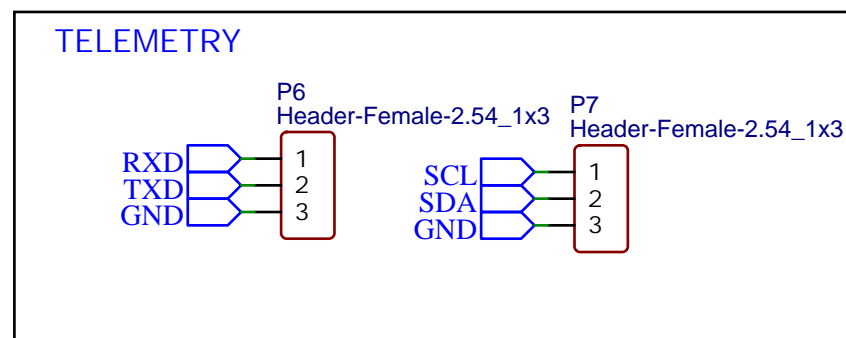 TELEMETRY
P6
Header-Female-2.54_1x3
RXD 1
TXD 2
GND 3
P7
Header-Female-2.54_1x3
SCL 1
SDA 2
GND 3